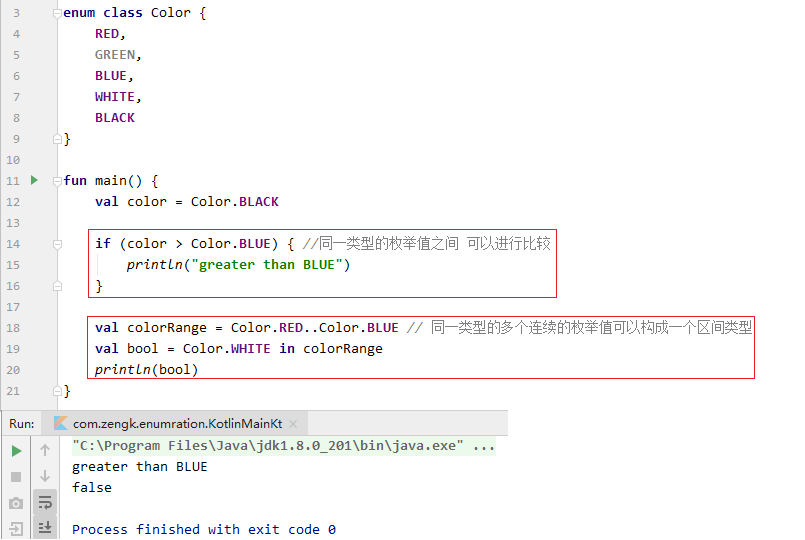 3 enum class Color {
4 RED,
5 GREEN,
6 BLUE,
7 WHITE,
8 BLACK
9 }
10
11 fun main() {
12 val color = Color.BLACK
13
14 if (color > Color.BLUE) { //同一类型的枚举值之间 可以进行比较
15 println("greater than BLUE")
16 }
17
18 val colorRange = Color.RED..Color.BLUE // 同一类型的多个连续的枚举值可以构成一个区间类型
19 val bool = Color.WHITE in colorRange
20 println(bool)
21 }
Run: com.zengk.enumration.KotlinMainKt ×
"C:\Program Files\Java\jdk1.8.0_201\bin\java.exe" ...
greater than BLUE
false
Process finished with exit code 0